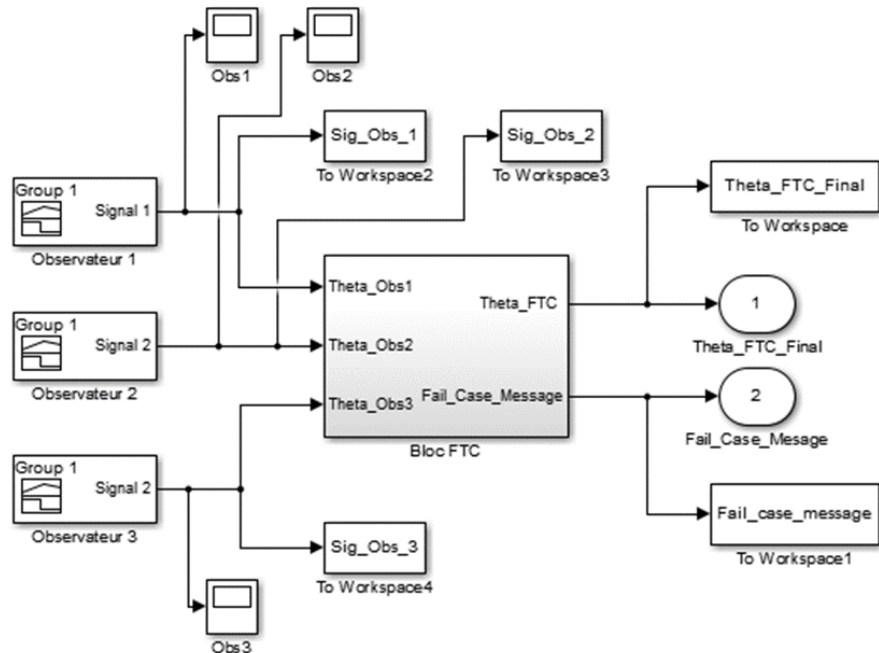 Obs1
Obs2
Sig_Obs_1
To Workspace2
Sig_Obs_2
To Workspace3
Group 1
Signal 1
Observateur 1
Theta_FTC_Final
To Workspace
Group 1
Signal 2
Observateur 2
Theta_Obs1
Theta_Obs2
Theta_Obs3
Theta_FTC
Fail_Case_Message
Bloc FTC
1
Theta_FTC_Final
2
Fail_Case_Mesage
Group 1
Signal 2
Observateur 3
Sig_Obs_3
To Workspace4
Fail_case_message
To Workspace1
Obs3